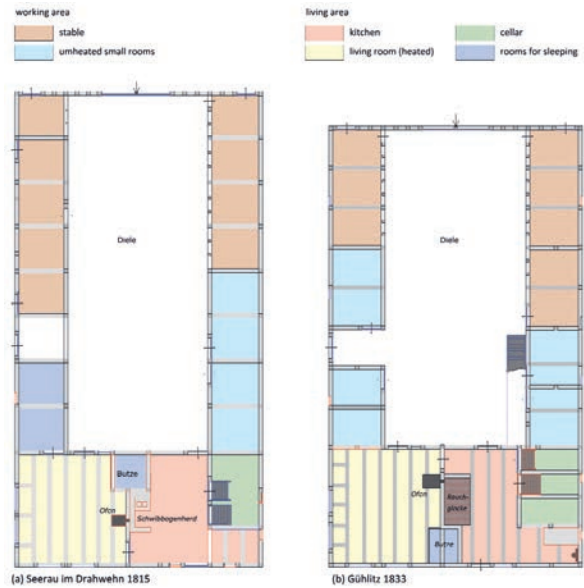 working area
stable
umheated small rooms
living area
kitchen
living room (heated)
cellar
rooms for sleeping
Diele
Butze
Ofen
Schwibbogenherd
(a) Seerau im Drahwehn 1815
Diele
Ofen
Rauch-
glocke
Butze
(b) Gühlitz 1833